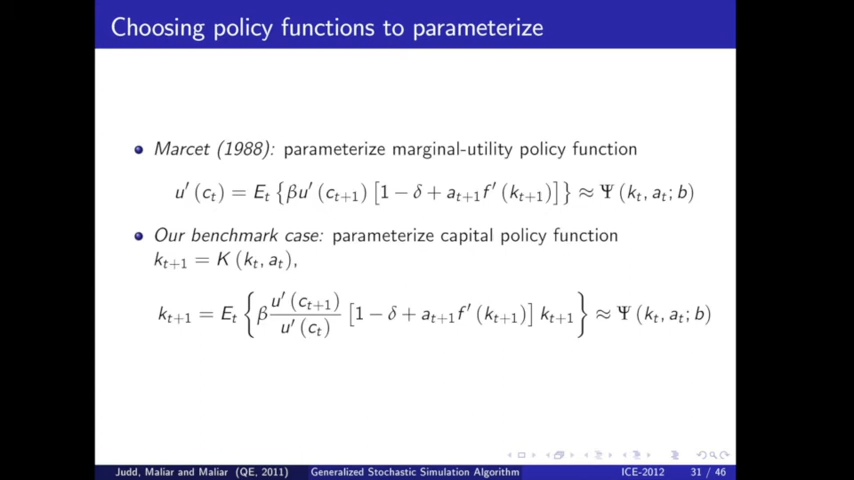 Choosing policy functions to parameterize
Marcet (1988): parameterize marginal-utility policy function
u′ (c_t) = E_t {βu′ (c_{t+1}) [1 − δ + a_{t+1}f′ (k_{t+1})]} ≈ Ψ (k_t, a_t; b)
Our benchmark case: parameterize capital policy function
k_{t+1} = K (k_t, a_t),
k_{t+1} = E_t {β u′ (c_{t+1}) / u′ (c_t) [1 − δ + a_{t+1}f′ (k_{t+1})] k_{t+1}} ≈ Ψ (k_t, a_t; b)
Judd, Maliar and Maliar (QE, 2011) Generalized Stochastic Simulation Algorithm ICE-2012 31 / 46